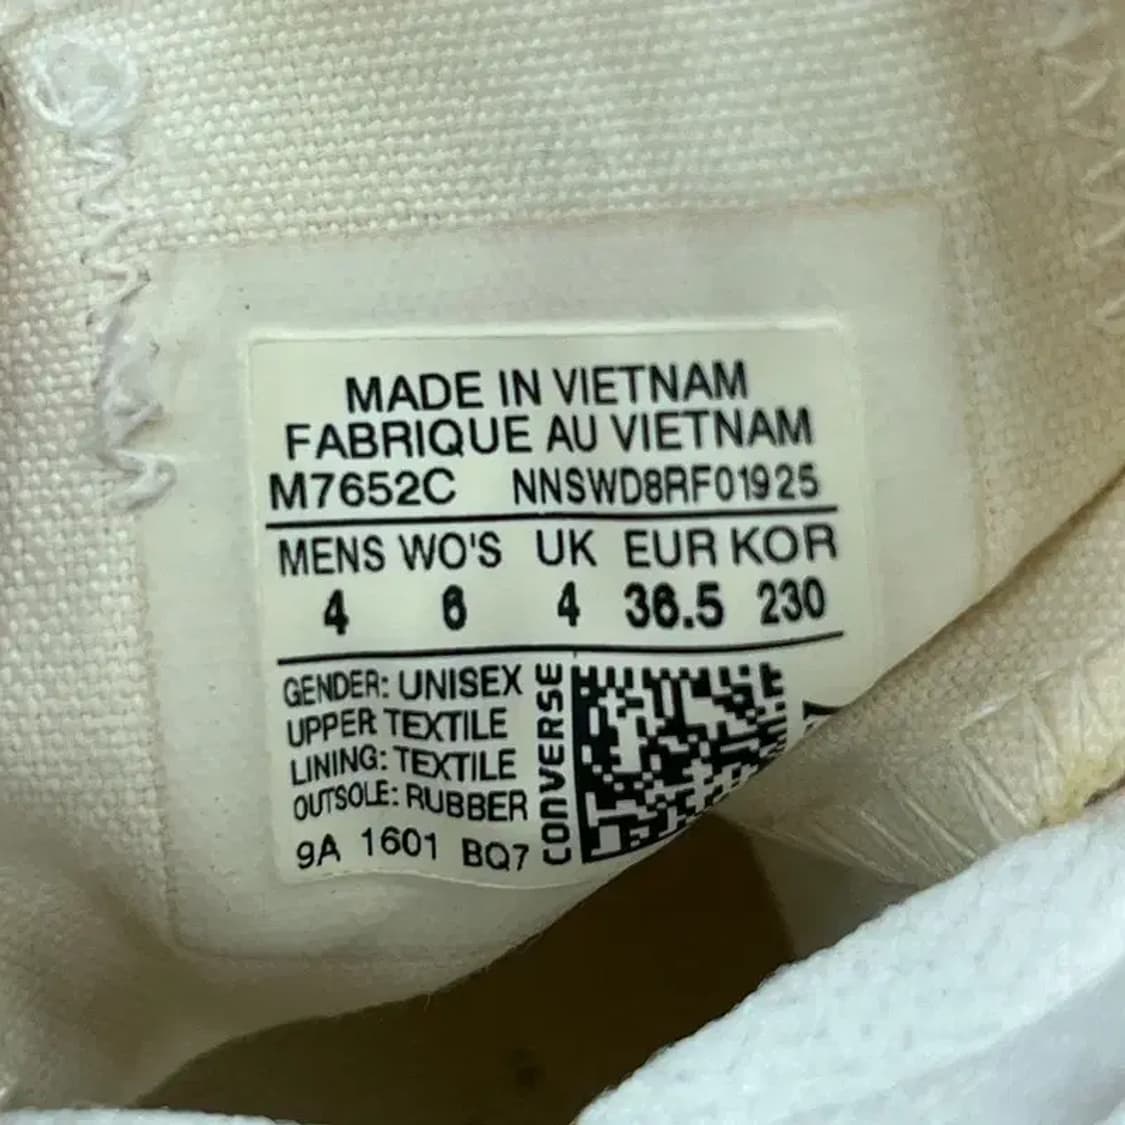 MADE IN VIETNAM
FABRIQUE AU VIETNAM
M7652C NNSWD8RF01925
MENS WO'S UK EUR KOR
4 6 4 36.5 230
GENDER: UNISEX
UPPER TEXTILE
LINING: TEXTILE
OUTSOLE: RUBBER
9A 1601 BQ7
CONVERSE